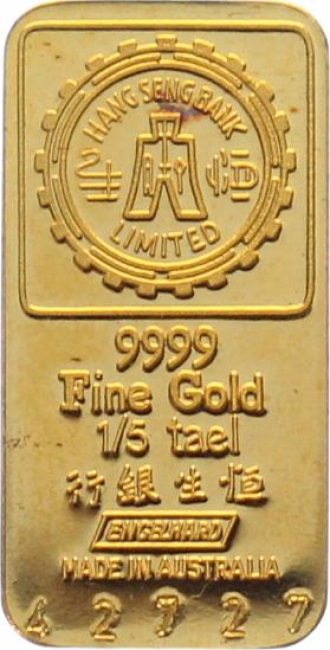 HANG SENG BANK
生 恒
LIMITED
9999
Fine Gold
1/5 tael
行銀生恒
ENGELHARD
MADE IN AUSTRALIA
42727